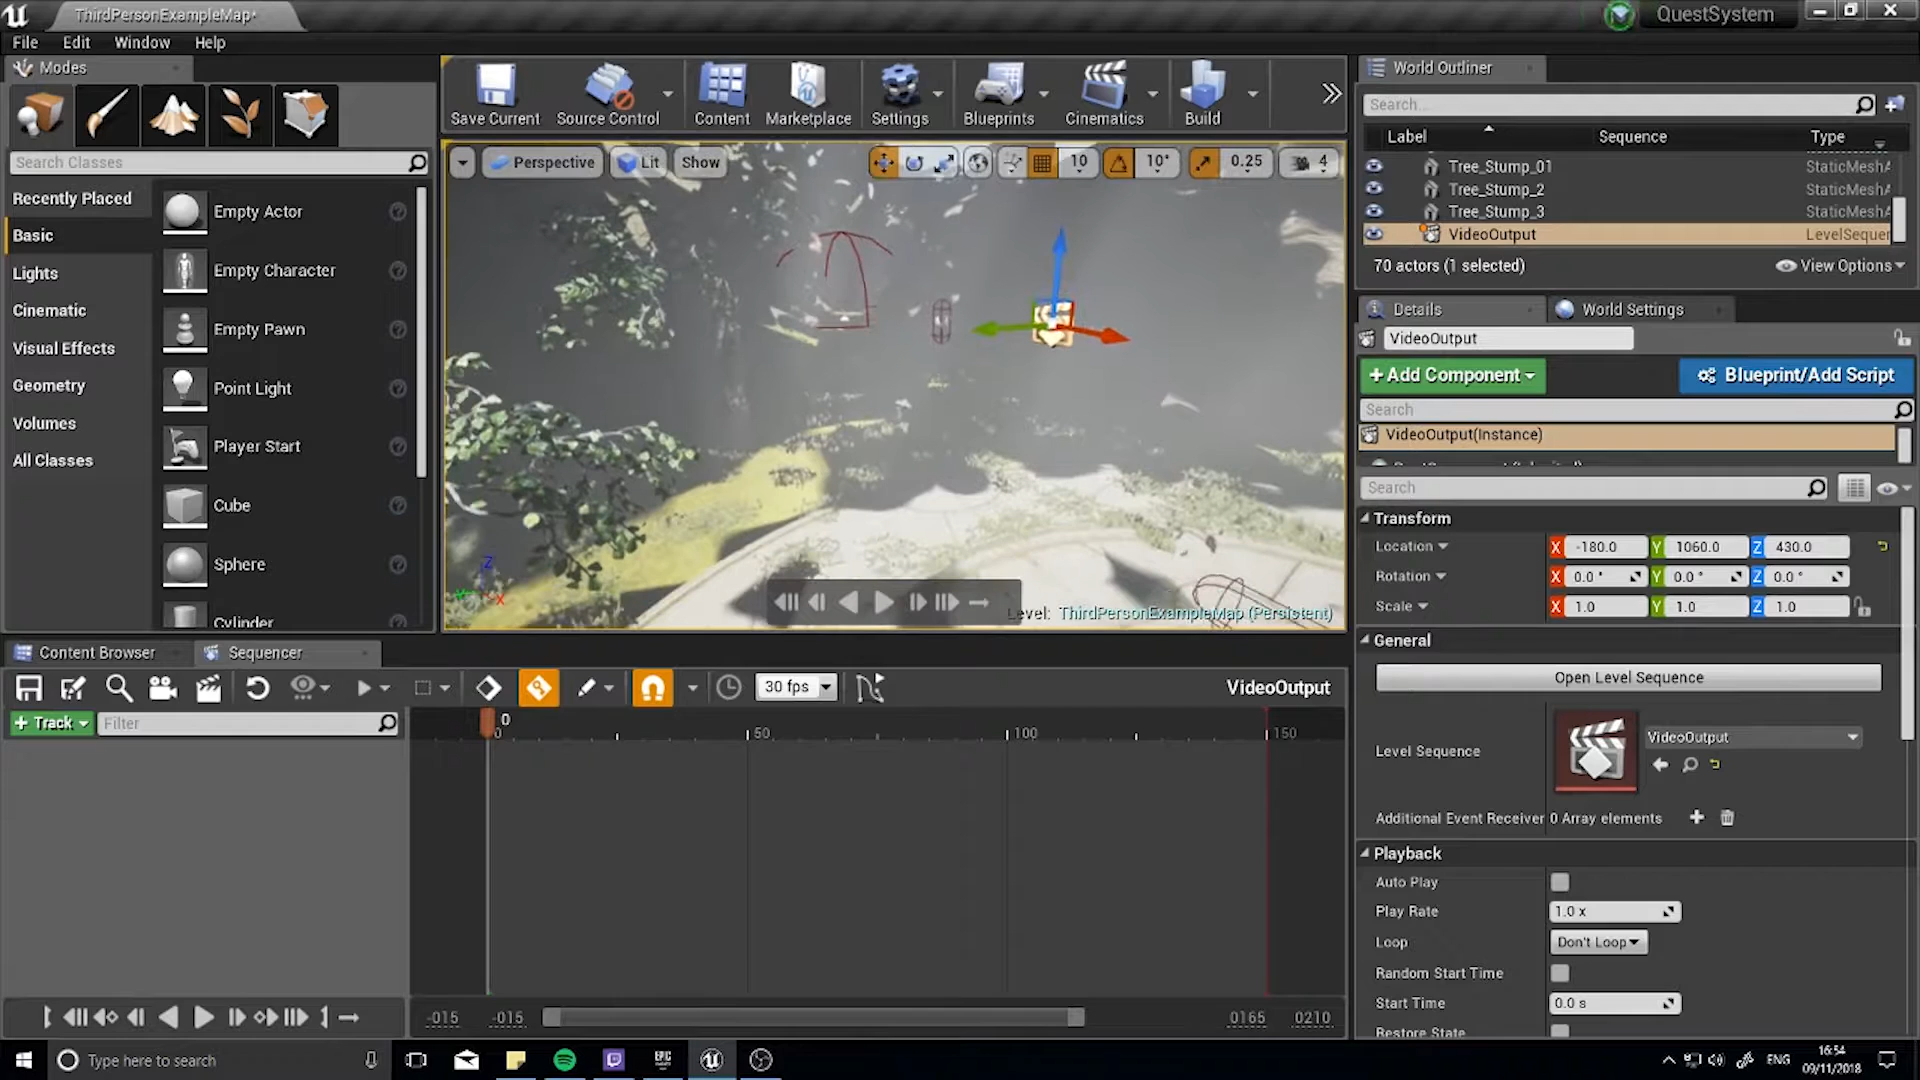 ThirdPersonExampleMap*
QuestSystem
File Edit Window Help
Modes
Search Classes
Recently Placed
Basic
Lights
Cinematic
Visual Effects
Geometry
Volumes
All Classes
Empty Actor
Empty Character
Empty Pawn
Point Light
Player Start
Cube
Sphere
Cylinder
Save Current
Source Control
Content
Marketplace
Settings
Blueprints
Cinematics
Build
Perspective
Lit
Show
10
10°
0.25
4
Z
X
Level: ThirdPersonExampleMap (Persistent)
World Outliner
Search...
Label Sequence Type
Tree_Stump_01 StaticMeshA
Tree_Stump_2 StaticMeshA
Tree_Stump_3 StaticMeshA
VideoOutput LevelSequer
70 actors (1 selected) View Options
Details
World Settings
VideoOutput
+Add Component
Blueprint/Add Script
Search
VideoOutput(Instance)
Search
Transform
Location X -180.0 Y 1060.0 Z 430.0
Rotation X 0.0 ° Y 0.0 ° Z 0.0 °
Scale X 1.0 Y 1.0 Z 1.0
General
Open Level Sequence
Level Sequence
VideoOutput
Additional Event Receiver 0 Array elements
Playback
Auto Play
Play Rate 1.0 x
Loop Don't Loop
Random Start Time
Start Time 0.0 s
Restore State
Content Browser
Sequencer
30 fps
VideoOutput
+ Track
Filter
0
0 50 100 150
-015 -015 0165 0210
Type here to search
EPIC
ENG
16:54
09/11/2018